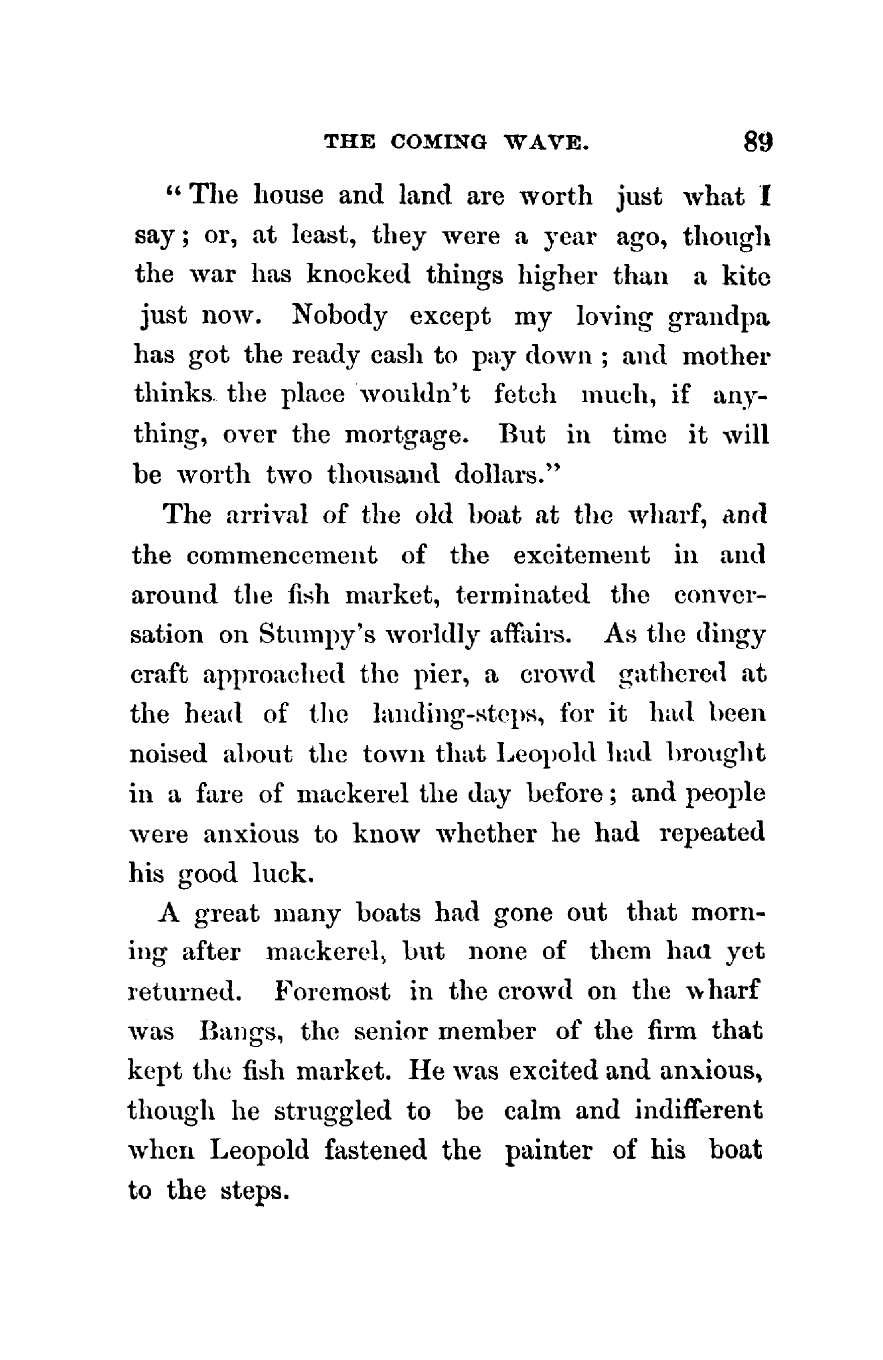 THE COMING WAVE. 89
“ The house and land are worth just what I
say ; or, at least, they were a year ago, though
the war has knocked things higher than a kite
just now. Nobody except my loving grandpa
has got the ready cash to pay down ; and mother
thinks the place wouldn’t fetch much, if any-
thing, over the mortgage. But in time it will
be worth two thousand dollars.”
The arrival of the old boat at the wharf, and
the commencement of the excitement in and
around the fish market, terminated the conver-
sation on Stumpy’s worldly affairs. As the dingy
craft approached the pier, a crowd gathered at
the head of the landing-steps, for it had been
noised about the town that Leopold had brought
in a fare of mackerel the day before ; and people
were anxious to know whether he had repeated
his good luck.
A great many boats had gone out that morn-
ing after mackerel, but none of them had yet
returned. Foremost in the crowd on the wharf
was Bangs, the senior member of the firm that
kept the fish market. He was excited and anxious,
though he struggled to be calm and indifferent
when Leopold fastened the painter of his boat
to the steps.